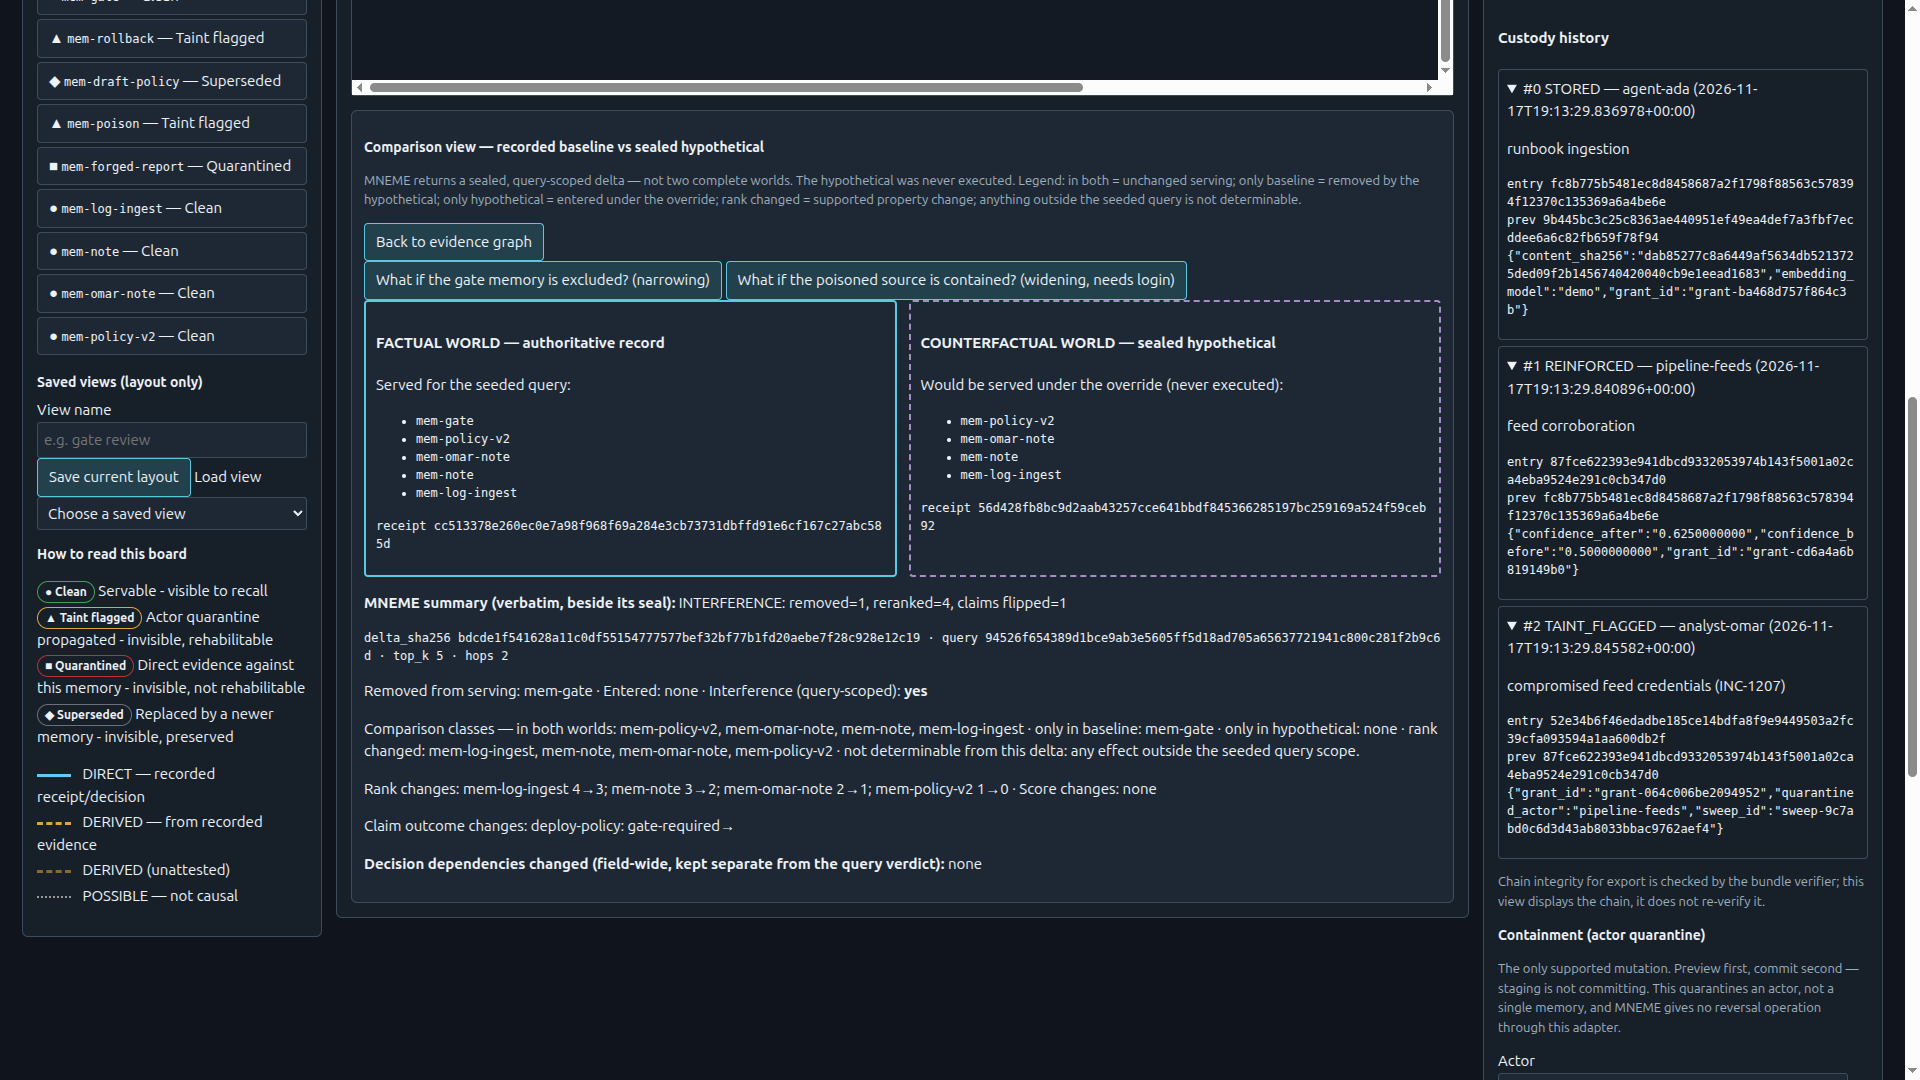 ▲ mem-rollback — Taint flagged
◆ mem-draft-policy — Superseded
▲ mem-poison — Taint flagged
■ mem-forged-report — Quarantined
● mem-log-ingest — Clean
● mem-note — Clean
● mem-omar-note — Clean
● mem-policy-v2 — Clean
Saved views (layout only)
View name
e.g. gate review
Save current layout
Load view
Choose a saved view
How to read this board
● Clean Servable - visible to recall
▲ Taint flagged Actor quarantine
propagated - invisible, rehabilitable
■ Quarantined Direct evidence against
this memory - invisible, not rehabilitable
◆ Superseded Replaced by a newer
memory - invisible, preserved
DIRECT — recorded
receipt/decision
DERIVED — from recorded
evidence
DERIVED (unattested)
POSSIBLE — not causal
Comparison view — recorded baseline vs sealed hypothetical
MNEME returns a sealed, query-scoped delta — not two complete worlds. The hypothetical was never executed. Legend: in both = unchanged serving; only baseline = removed by the
hypothetical; only hypothetical = entered under the override; rank changed = supported property change; anything outside the seeded query is not determinable.
Back to evidence graph
What if the gate memory is excluded? (narrowing)
What if the poisoned source is contained? (widening, needs login)
FACTUAL WORLD — authoritative record
Served for the seeded query:
• mem-gate
• mem-policy-v2
• mem-omar-note
• mem-note
• mem-log-ingest
receipt cc513378e260ec0e7a98f968f69a284e3cb73731dbffd91e6cf167c27abc58
5d
COUNTERFACTUAL WORLD — sealed hypothetical
Would be served under the override (never executed):
• mem-policy-v2
• mem-omar-note
• mem-note
• mem-log-ingest
receipt 56d428fb8bc9d2aab43257cce641bbdf845366285197bc259169a524f59ceb
92
MNEME summary (verbatim, beside its seal): INTERFERENCE: removed=1, reranked=4, claims flipped=1
delta_sha256 bdcde1f541628a11c0df55154777577bef32bf77b1fd20aebe7f28c928e12c19 · query 94526f654389d1bce9ab3e5605ff5d18ad705a65637721941c800c281f2b9c6
d · top_k 5 · hops 2
Removed from serving: mem-gate · Entered: none · Interference (query-scoped): yes
Comparison classes — in both worlds: mem-policy-v2, mem-omar-note, mem-note, mem-log-ingest · only in baseline: mem-gate · only in hypothetical: none · rank
changed: mem-log-ingest, mem-note, mem-omar-note, mem-policy-v2 · not determinable from this delta: any effect outside the seeded query scope.
Rank changes: mem-log-ingest 4→3; mem-note 3→2; mem-omar-note 2→1; mem-policy-v2 1→0 · Score changes: none
Claim outcome changes: deploy-policy: gate-required→
Decision dependencies changed (field-wide, kept separate from the query verdict): none
Custody history
▼ #0 STORED — agent-ada (2026-11-
17T19:13:29.836978+00:00)
runbook ingestion
entry fc8b775b5481ec8d8458687a2f1798f88563c57839
4f12370c135369a6a4be6e
prev 9b445bc3c25c8363ae440951ef49ea4def7a3fbf7ec
ddee6a6c82fb659f78f94
{"content_sha256":"dab85277c8a6449af5634db521372
5ded09f2b1456740420040cb9e1eead1683","embedding_
model":"demo","grant_id":"grant-ba468d757f864c3
b"}
▼ #1 REINFORCED — pipeline-feeds (2026-11-
17T19:13:29.840896+00:00)
feed corroboration
entry 87fce622393e941dbcd9332053974b143f5001a02c
a4eba9524e291c0cb347d0
prev fc8b775b5481ec8d8458687a2f1798f88563c578394
f12370c135369a6a4be6e
{"confidence_after":"0.6250000000","confidence_b
efore":"0.5000000000","grant_id":"grant-cd6a4a6b
819149b0"}
▼ #2 TAINT_FLAGGED — analyst-omar (2026-11-
17T19:13:29.845582+00:00)
compromised feed credentials (INC-1207)
entry 52e34b6f46edadbe185ce14bdfa8f9e9449503a2fc
39cfa093594a1aa600db2f
prev 87fce622393e941dbcd9332053974b143f5001a02ca
4eba9524e291c0cb347d0
{"grant_id":"grant-064c006be2094952","quarantine
d_actor":"pipeline-feeds","sweep_id":"sweep-9c7a
bd0c6d3d43ab8033bbac9762aef4"}
Chain integrity for export is checked by the bundle verifier; this
view displays the chain, it does not re-verify it.
Containment (actor quarantine)
The only supported mutation. Preview first, commit second —
staging is not committing. This quarantines an actor, not a
single memory, and MNEME gives no reversal operation
through this adapter.
Actor